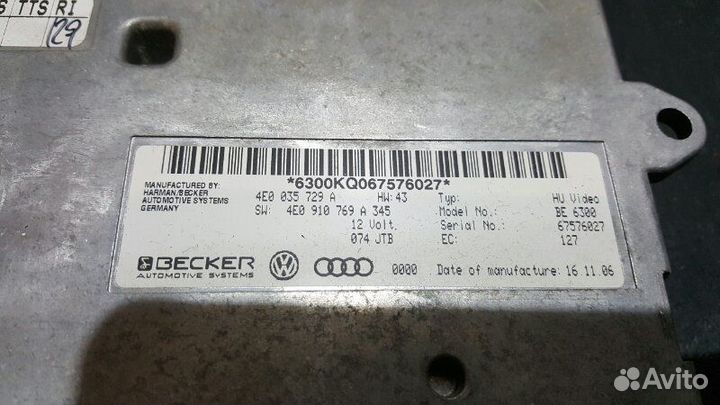 S TTS RI
29
*6300KQ067576027*
MANUFACTURED BY:
HARMAN/BECKER
AUTOMOTIVE SYSTEMS
GERMANY
4E0 035 729 A HW:43 Typ: HU Video
SW: 4E0 910 769 A 345 Model No.: BE 6300
12 Volt. Serial No.: 67576027
074 JTB EC: 127
BECKER
AUTOMOTIVE SYSTEMS
0000 Date of manufacture: 16 11.06
Avito